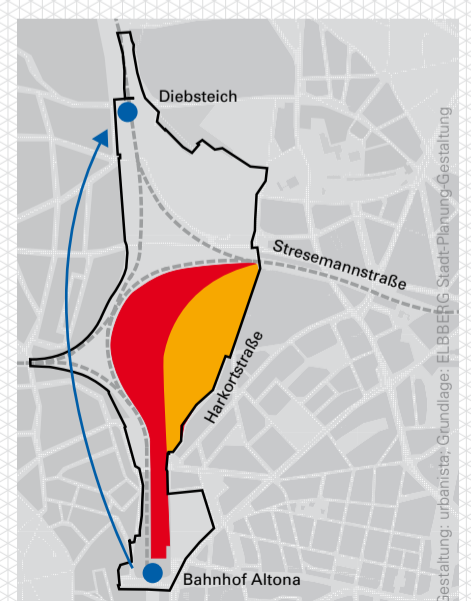 Diebsteich
Stresemannstraße
Harkortstraße
Bahnhof Altona
Gestaltung: urbanista; Grundlage: ELBBERG Stadt-Planung-Gestaltung